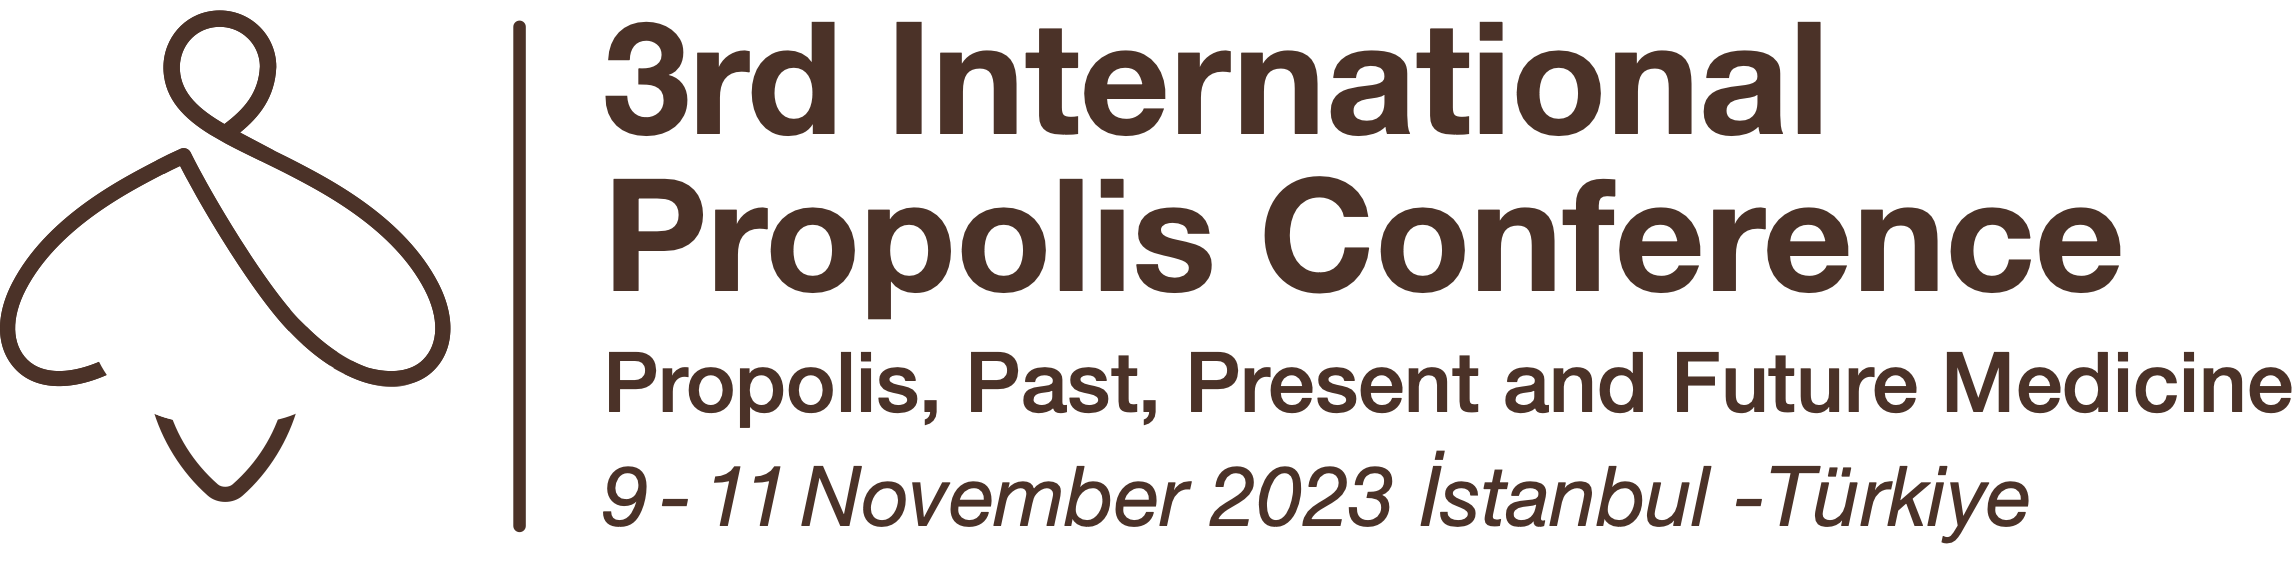 3rd International
Propolis Conference
Propolis, Past, Present and Future Medicine
9 - 11 November 2023 İstanbul -Türkiye